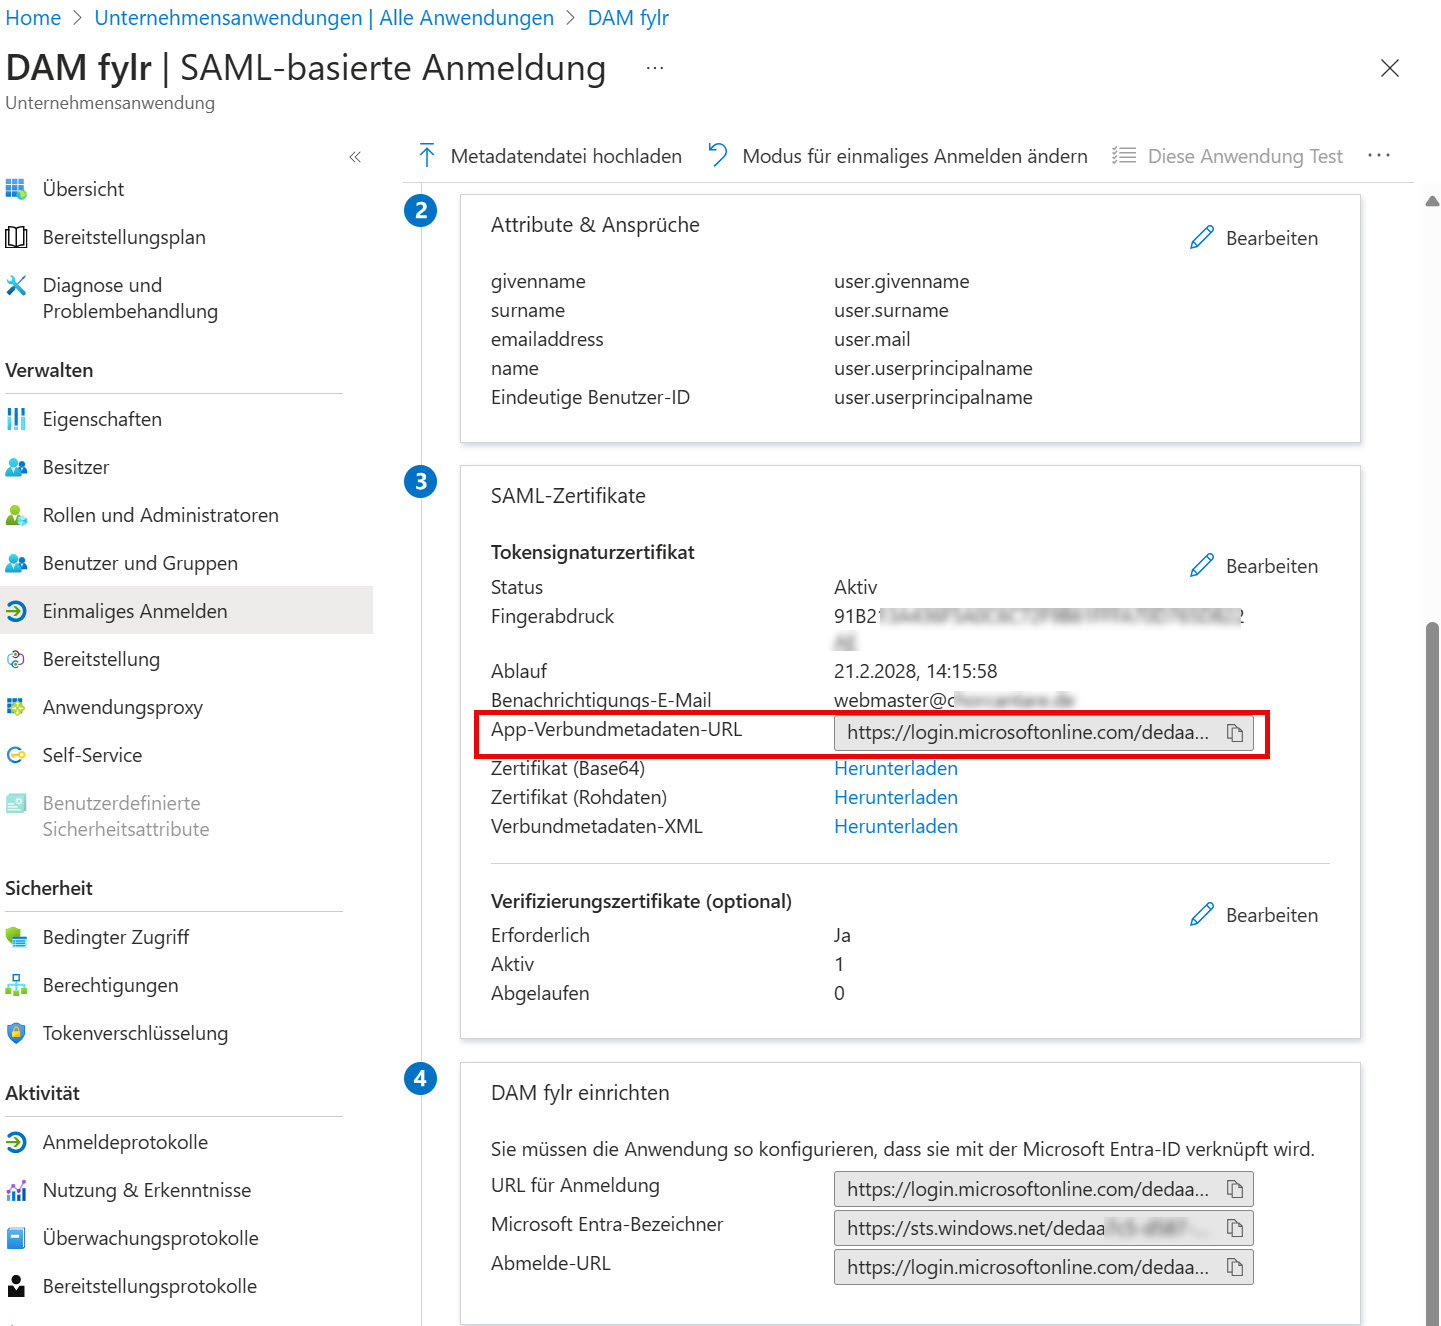 Home > Unternehmensanwendungen | Alle Anwendungen > DAM fylr
DAM fylr | SAML-basierte Anmeldung ...
Unternehmensanwendung
«
Übersicht
Bereitstellungsplan
Diagnose und
Problembehandlung
Verwalten
Eigenschaften
Besitzer
Rollen und Administratoren
Benutzer und Gruppen
Einmaliges Anmelden
Bereitstellung
Anwendungsproxy
Self-Service
Benutzerdefinierte
Sicherheitsattribute
Sicherheit
Bedingter Zugriff
Berechtigungen
Tokenverschlüsselung
Aktivität
Anmeldeprotokolle
Nutzung & Erkenntnisse
Überwachungsprotokolle
Bereitstellungsprotokolle
Metadatendatei hochladen Modus für einmaliges Anmelden ändern Diese Anwendung Test ...
2
Attribute & Ansprüche
Bearbeiten
givenname user.givenname
surname user.surname
emailaddress user.mail
name user.userprincipalname
Eindeutige Benutzer-ID user.userprincipalname
3
SAML-Zertifikate
Tokensignaturzertifikat
Bearbeiten
Status Aktiv
Fingerabdruck 91B2
Ablauf 21.2.2028, 14:15:58
Benachrichtigungs-E-Mail webmaster@
App-Verbundmetadaten-URL https://login.microsoftonline.com/dedaa...
Zertifikat (Base64) Herunterladen
Zertifikat (Rohdaten) Herunterladen
Verbundmetadaten-XML Herunterladen
Verifizierungszertifikate (optional)
Bearbeiten
Erforderlich Ja
Aktiv 1
Abgelaufen 0
4
DAM fylr einrichten
Sie müssen die Anwendung so konfigurieren, dass sie mit der Microsoft Entra-ID verknüpft wird.
URL für Anmeldung https://login.microsoftonline.com/dedaa...
Microsoft Entra-Bezeichner https://sts.windows.net/dedaa
Abmelde-URL https://login.microsoftonline.com/dedaa...